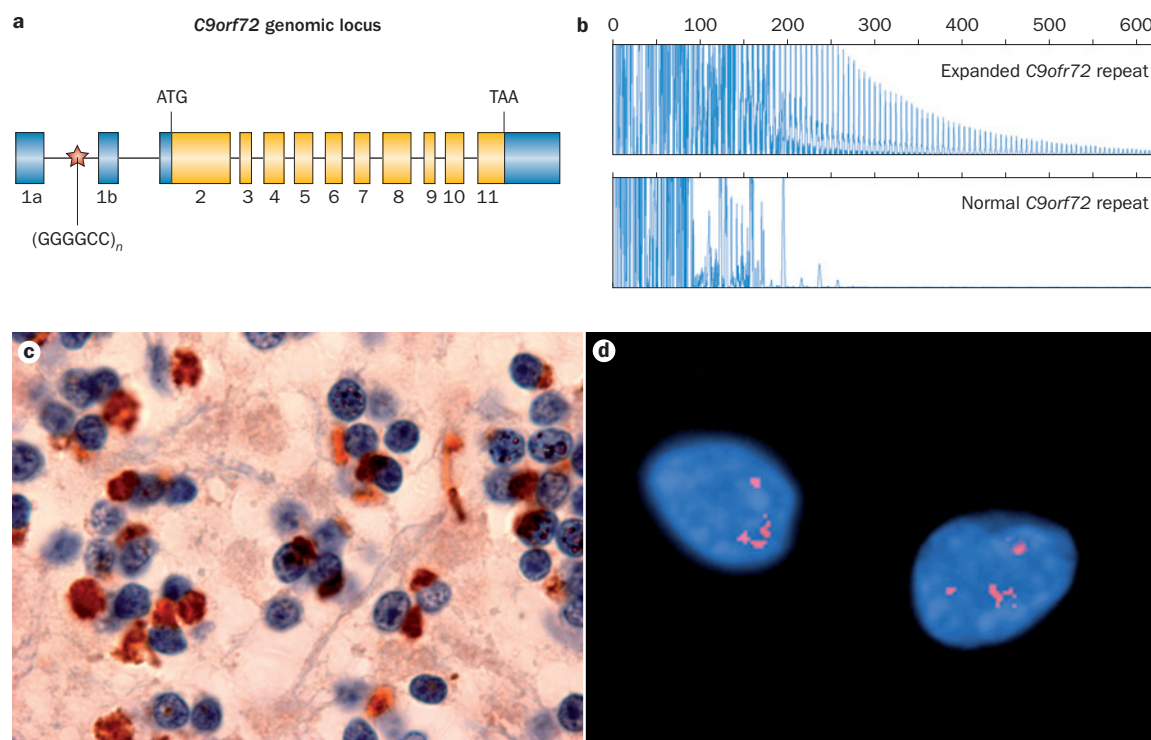 a
C9orf72 genomic locus
ATG
TAA
1a
1b
2
3
4
5
6
7
8
9
10
11
(GGGGCC)n
b
0 100 200 300 400 500 600
Expanded C9ofr72 repeat
Normal C9orf72 repeat
c
d